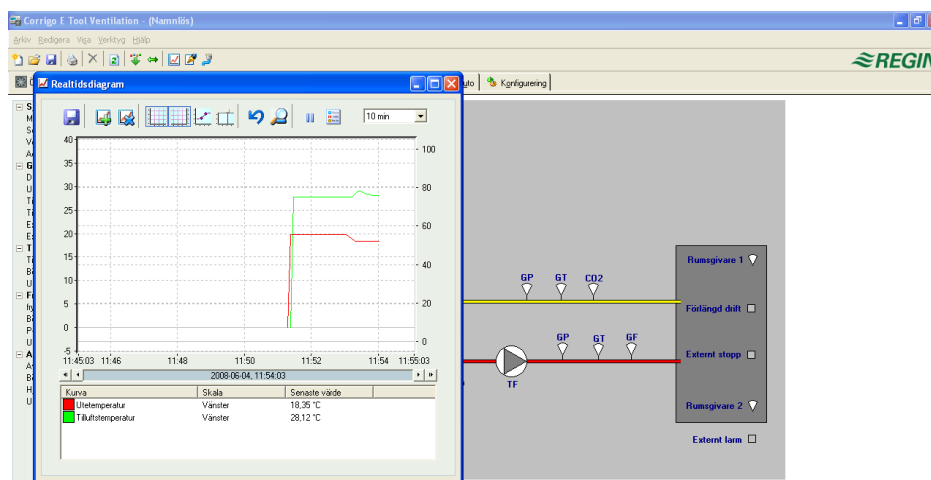 Corrigo E Tool Ventilation - (Namnlös)
Arkiv Redigera Visa Verktyg Hjälp
REGIN
Realtidsdiagram
Konfigurering
10 min
40
35
30
25
20
15
10
5
0
-5
100
80
60
40
20
0
11:45:03 11:46 11:48 11:50 11:52 11:54 11:55:03
2008-06-04, 11:54:03
Kurva Skala Senaste värde
Utetemperatur Vänster 18,35 °C
Tilluftstemperatur Vänster 28,12 °C
GP GT CO2
GP GT GF
TF
Rumsgivare 1
Förlängd drift
Externt stopp
Rumsgivare 2
Externt larm